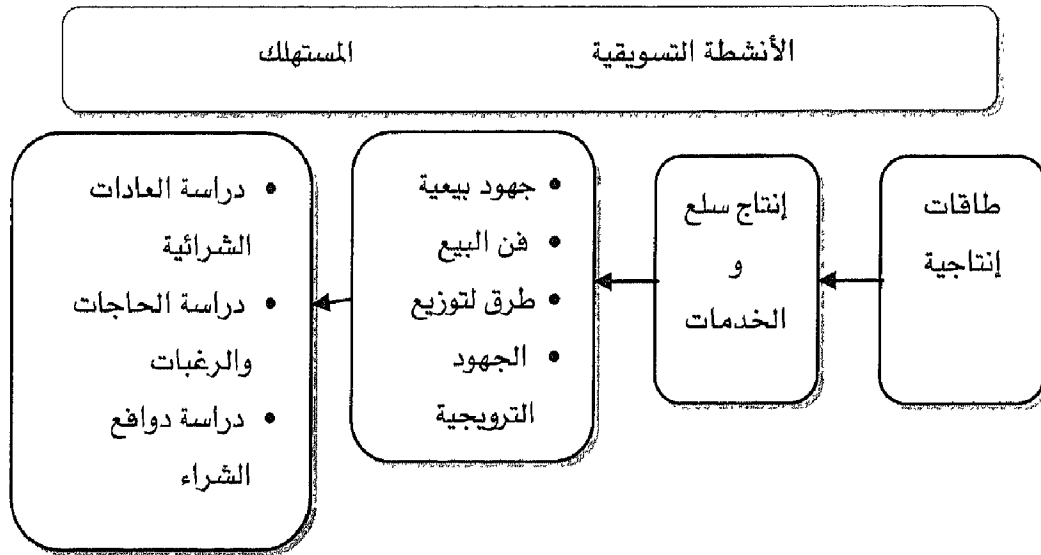 الأنشطة التسويقية المستهلك
طاقات
إنتاجية
إنتاج سلع
و
الخدمات
• جهود بيعية
• فن البيع
• طرق لتوزيع
• الجهود
الترويجية
• دراسة العادات
الشرائية
• دراسة الحاجات
والرغبات
• دراسة دوافع
الشراء